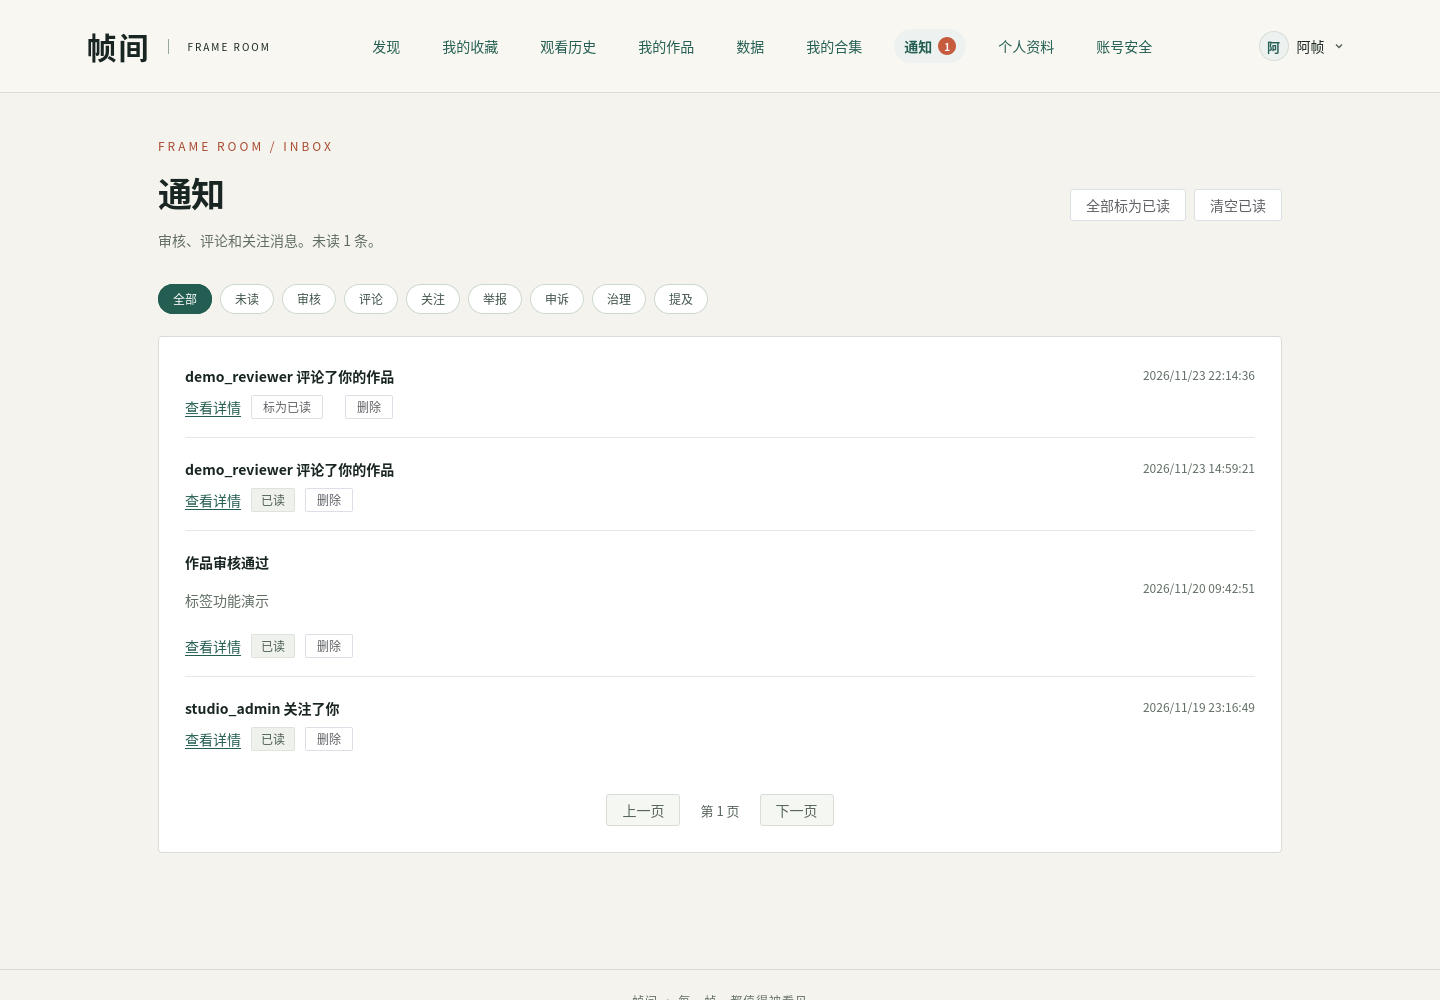 帧间 FRAME ROOM 发现 我的收藏 观看历史 我的作品 数据 我的合集 通知 1 个人资料 账号安全 阿 阿帧
FRAME ROOM / INBOX
通知
全部标为已读 清空已读
审核、评论和关注消息。未读 1 条。
全部 未读 审核 评论 关注 举报 申诉 治理 提及
demo_reviewer 评论了你的作品 2026/11/23 22:14:36
查看详情 标为已读 删除
demo_reviewer 评论了你的作品 2026/11/23 14:59:21
查看详情 已读 删除
作品审核通过
标签功能演示 2026/11/20 09:42:51
查看详情 已读 删除
studio_admin 关注了你 2026/11/19 23:16:49
查看详情 已读 删除
上一页 第 1 页 下一页